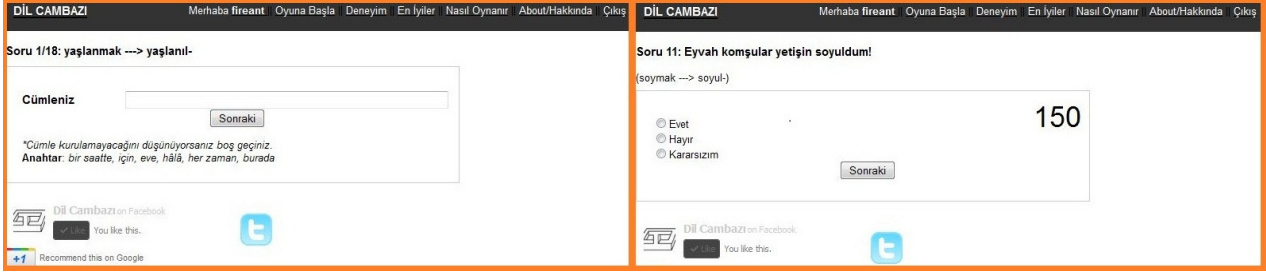 DİL CAMBAZI
Merhaba fireant Oyuna Başla Deneyim En İyiler Nasıl Oynanır About/Hakkında Çıkış
Soru 1/18: yaşlanmak ---> yaşlanıl-
Cümleniz
Sonraki
*Cümle kurulamayacağını düşünüyorsanız boş geçiniz.
Anahtar: bir saatte, için, eve, hâlâ, her zaman, burada
Dil Cambazı on Facebook
Like You like this.
+1 Recommend this on Google
DİL CAMBAZI
Merhaba fireant Oyuna Başla Deneyim En İyiler Nasıl Oynanır About/Hakkında Çıkış
Soru 11: Eyvah komşular yetişin soyuldum!
(soymak ---> soyul-)
150
Evet
Hayır
Kararsızım
Sonraki
Dil Cambazı on Facebook
Like You like this.